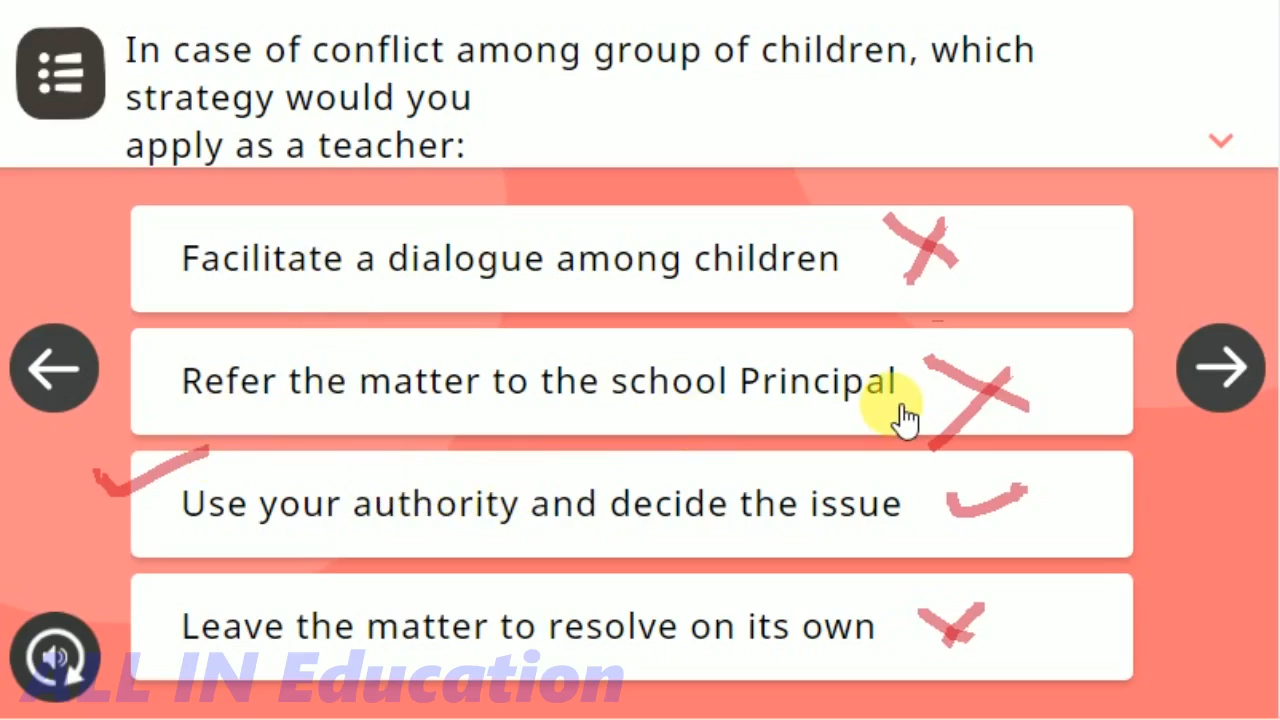 In case of conflict among group of children, which
strategy would you
apply as a teacher:
Facilitate a dialogue among children
Refer the matter to the school Principal
Use your authority and decide the issue
Leave the matter to resolve on its own
ALL IN Education